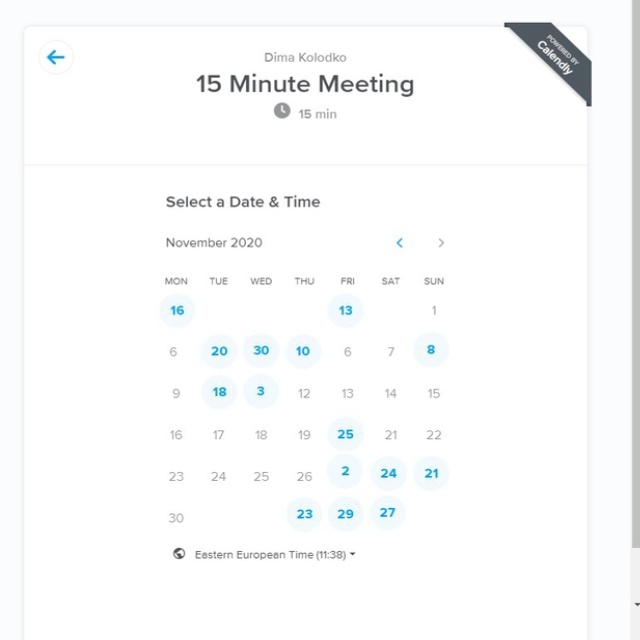 Dima Kolodko
15 Minute Meeting
15 min
POWERED BY
Calendly
Select a Date & Time
November 2020
MON TUE WED THU FRI SAT SUN
16 13 1
6 20 30 10 6 7 8
9 18 3 12 13 14 15
16 17 18 19 25 21 22
23 24 25 26 2 24 21
30 23 29 27
Eastern European Time (11:38)